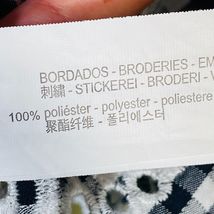 BORDADOS - BRODERIES - EM
刺繡 - STICKEREI - BRODERI - V
100% poliéster - polyester - poliestere
聚酯纤维 - 폴리에스터